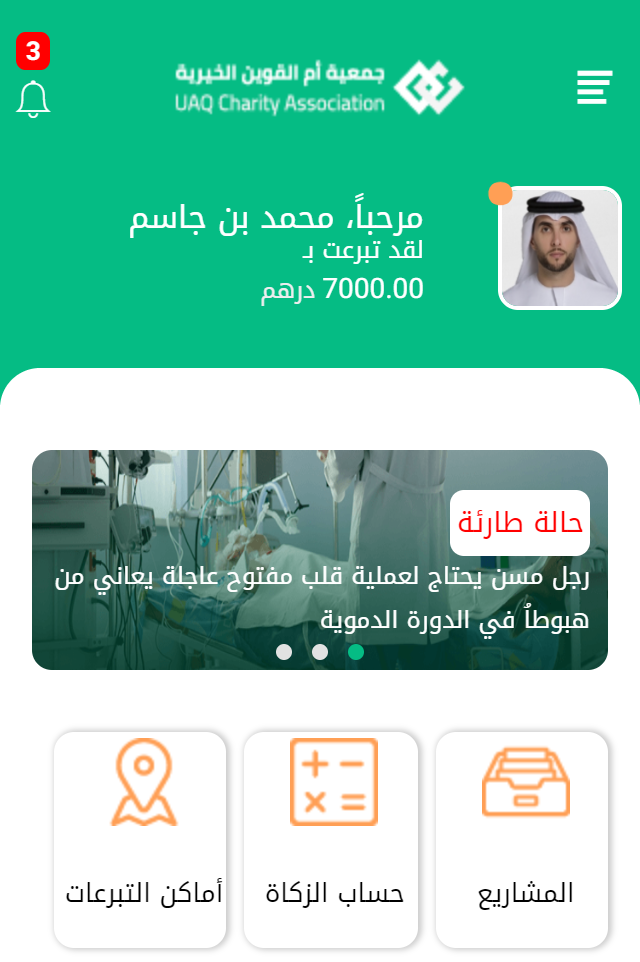 3
جمعية أم القوين الخيرية
UAQ Charity Association
مرحباً، محمد بن جاسم
لقد تبرعت بـ
7000.00 درهم
حالة طارئة
رجل مسن يحتاج لعملية قلب مفتوح عاجلة يعاني من
هبوطاُ في الدورة الدموية
المشاريع
حساب الزكاة
أماكن التبرعات